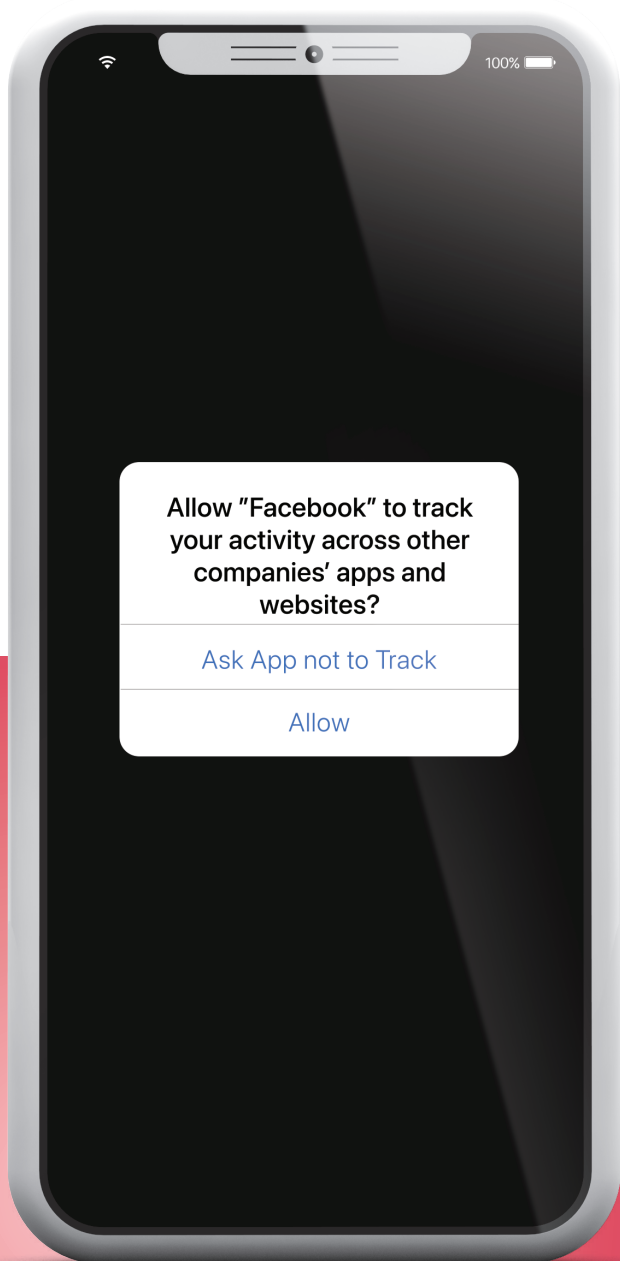 100%
Allow "Facebook" to track
your activity across other
companies’ apps and
websites?
Ask App not to Track
Allow